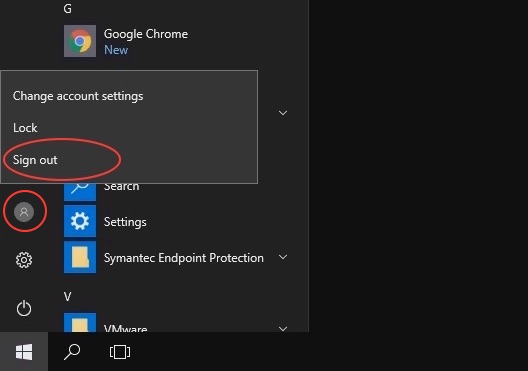 G
Google Chrome
New
Change account settings
Lock
Sign out
Search
Settings
Symantec Endpoint Protection
V
VMware